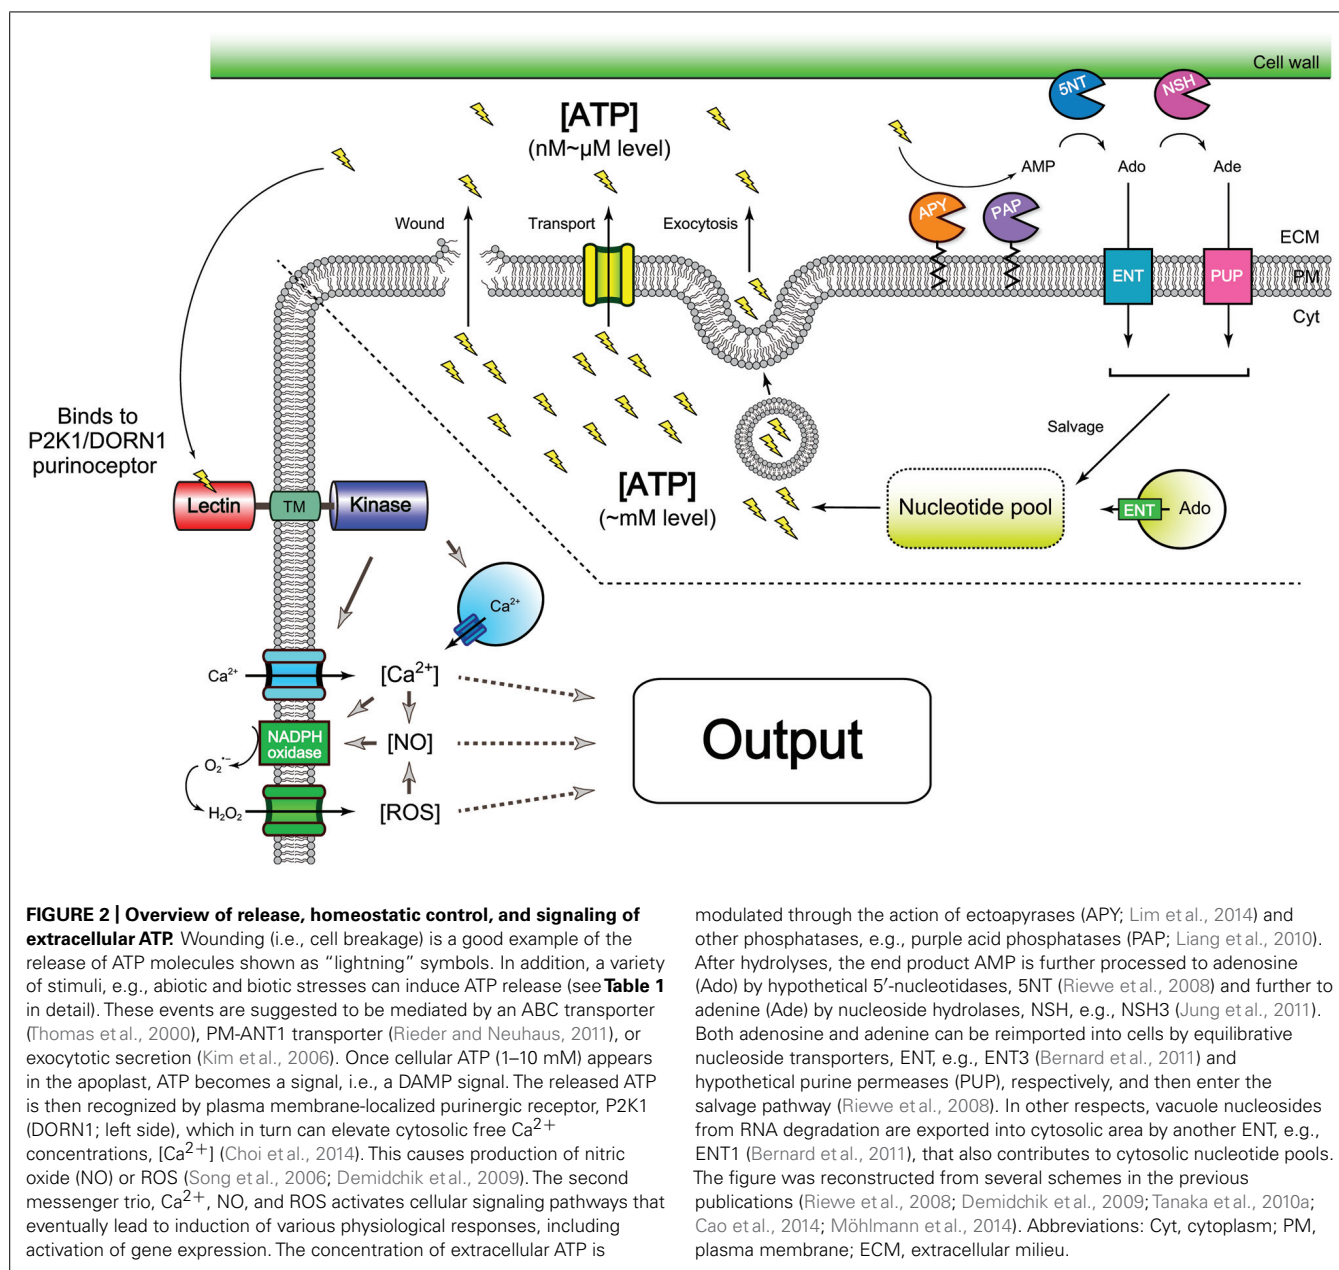 Cell wall
5NT
NSH
[ATP]
(nM~µM level)
AMP
Ado
Ade
Wound
Transport
Exocytosis
APY
PAP
ECM
ENT
PUP
PM
Cyt
Binds to
P2K1/DORN1
purinoceptor
Salvage
[ATP]
(~mM level)
Nucleotide pool
ENT
Ado
Lectin
TM
Kinase
Ca²⁺
Ca²⁺
[Ca²⁺]
NADPH
oxidase
[NO]
Output
O₂•−
H₂O₂
[ROS]
FIGURE 2 | Overview of release, homeostatic control, and signaling of
extracellular ATP. Wounding (i.e., cell breakage) is a good example of the
release of ATP molecules shown as “lightning” symbols. In addition, a variety
of stimuli, e.g., abiotic and biotic stresses can induce ATP release (see Table 1
in detail). These events are suggested to be mediated by an ABC transporter
(Thomas et al., 2000), PM-ANT1 transporter (Rieder and Neuhaus, 2011), or
exocytotic secretion (Kim et al., 2006). Once cellular ATP (1–10 mM) appears
in the apoplast, ATP becomes a signal, i.e., a DAMP signal. The released ATP
is then recognized by plasma membrane-localized purinergic receptor, P2K1
(DORN1; left side), which in turn can elevate cytosolic free Ca²⁺
concentrations, [Ca²⁺] (Choi et al., 2014). This causes production of nitric
oxide (NO) or ROS (Song et al., 2006; Demidchik et al., 2009). The second
messenger trio, Ca²⁺, NO, and ROS activates cellular signaling pathways that
eventually lead to induction of various physiological responses, including
activation of gene expression. The concentration of extracellular ATP is
modulated through the action of ectoapyrases (APY; Lim et al., 2014) and
other phosphatases, e.g., purple acid phosphatases (PAP; Liang et al., 2010).
After hydrolyses, the end product AMP is further processed to adenosine
(Ado) by hypothetical 5′-nucleotidases, 5NT (Riewe et al., 2008) and further to
adenine (Ade) by nucleoside hydrolases, NSH, e.g., NSH3 (Jung et al., 2011).
Both adenosine and adenine can be reimported into cells by equilibrative
nucleoside transporters, ENT, e.g., ENT3 (Bernard et al., 2011) and
hypothetical purine permeases (PUP), respectively, and then enter the
salvage pathway (Riewe et al., 2008). In other respects, vacuole nucleosides
from RNA degradation are exported into cytosolic area by another ENT, e.g.,
ENT1 (Bernard et al., 2011), that also contributes to cytosolic nucleotide pools.
The figure was reconstructed from several schemes in the previous
publications (Riewe et al., 2008; Demidchik et al., 2009; Tanaka et al., 2010a;
Cao et al., 2014; Möhlmann et al., 2014). Abbreviations: Cyt, cytoplasm; PM,
plasma membrane; ECM, extracellular milieu.